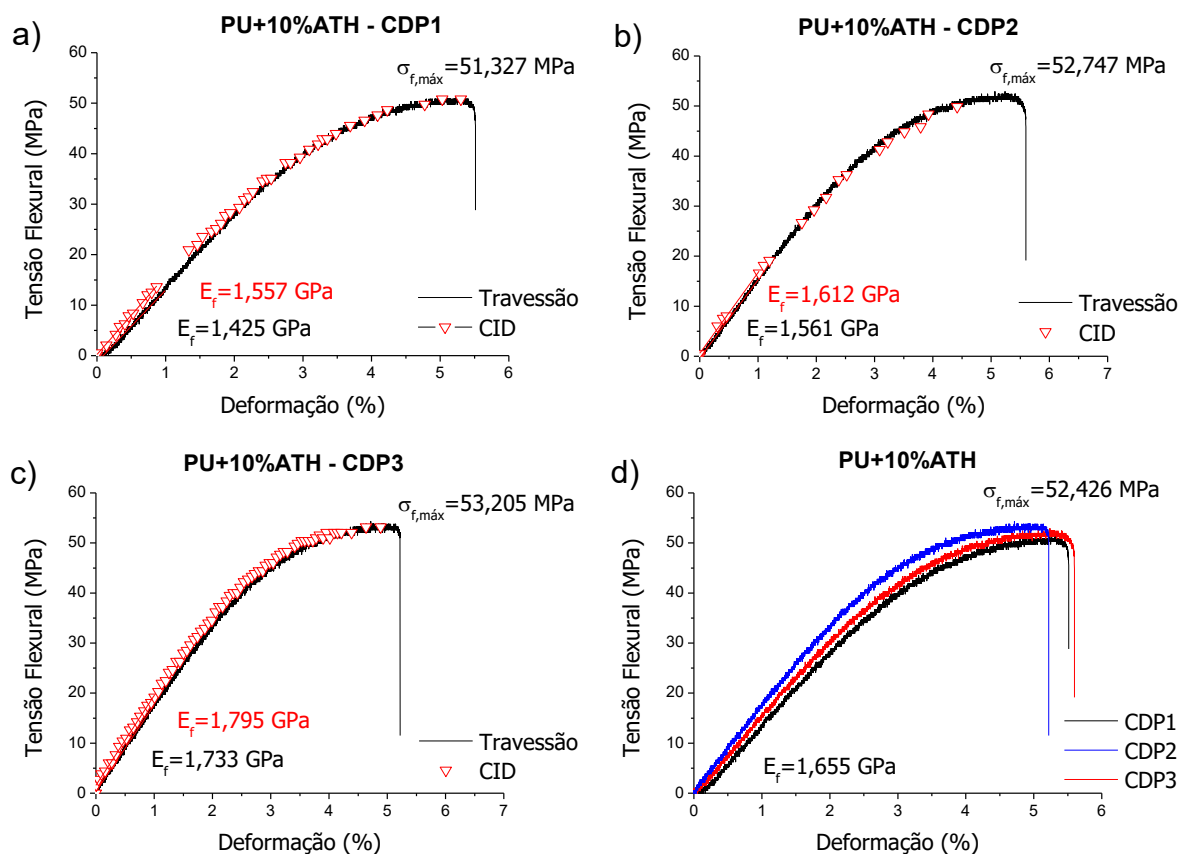 a)
PU+10%ATH - CDP1
σf,máx=51,327 MPa
Tensão Flexural (MPa)
60
50
40
30
20
10
0
Ef=1,557 GPa
Ef=1,425 GPa
Travessão
CID
0 1 2 3 4 5 6
Deformação (%)
b)
PU+10%ATH - CDP2
σf,máx=52,747 MPa
Tensão Flexural (MPa)
60
50
40
30
20
10
0
Ef=1,612 GPa
Ef=1,561 GPa
Travessão
CID
0 1 2 3 4 5 6 7
Deformação (%)
c)
PU+10%ATH - CDP3
σf,máx=53,205 MPa
Tensão Flexural (MPa)
60
50
40
30
20
10
0
Ef=1,795 GPa
Ef=1,733 GPa
Travessão
CID
0 1 2 3 4 5 6 7
Deformação (%)
d)
PU+10%ATH
σf,máx=52,426 MPa
Tensão Flexural (MPa)
60
50
40
30
20
10
0
Ef=1,655 GPa
CDP1
CDP2
CDP3
0 1 2 3 4 5 6
Deformação (%)